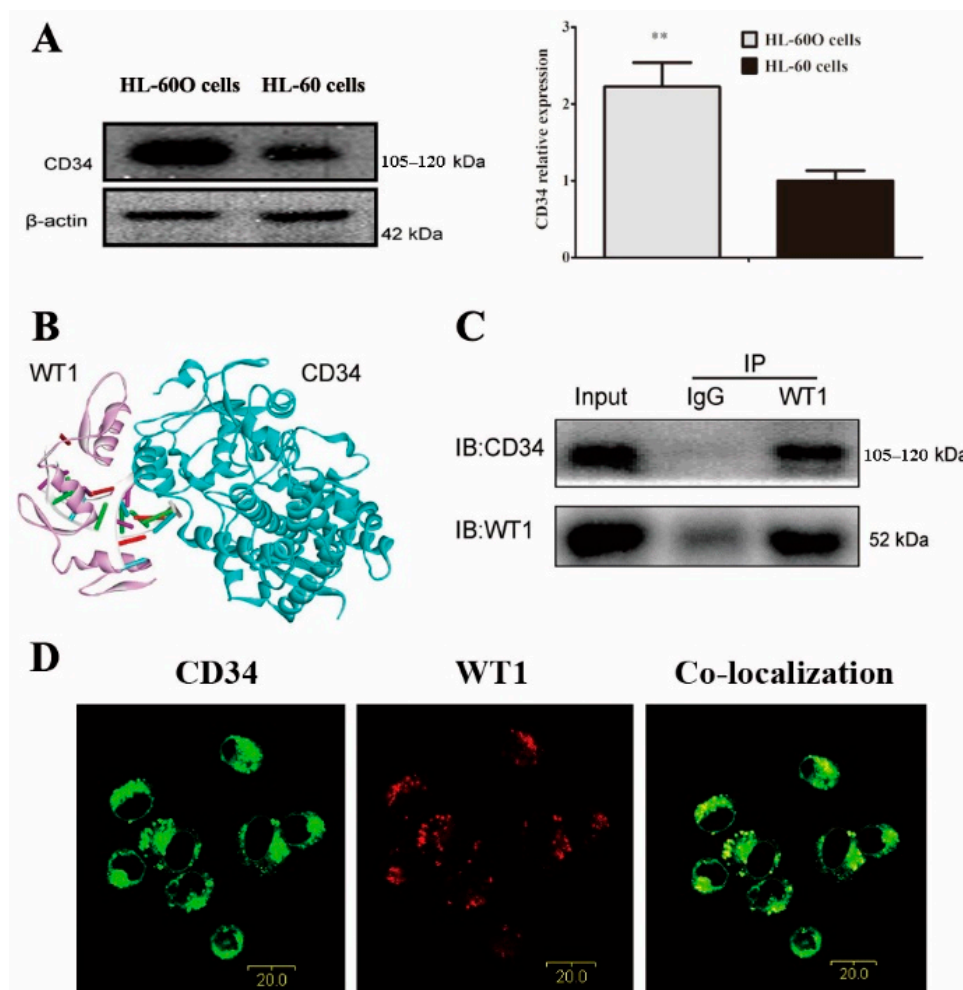 A
HL-60O cells HL-60 cells
CD34
105–120 kDa
β-actin
42 kDa
CD34 relative expression
3
2
1
0
**
HL-60O cells
HL-60 cells
B
WT1
CD34
C
IP
Input IgG WT1
IB:CD34
105–120 kDa
IB:WT1
52 kDa
D
CD34 WT1 Co-localization
20.0 20.0 20.0